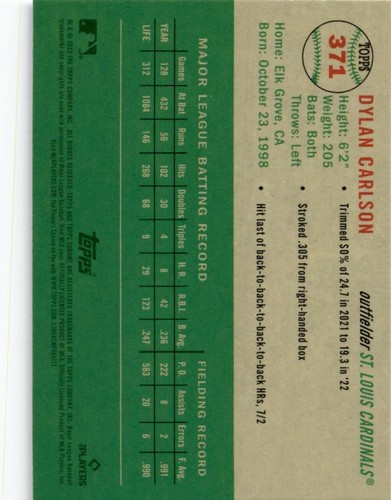 TOPPS
371
DYLAN CARLSON
outfielder ST. LOUIS CARDINALS®
Height: 6'2"
Weight: 205
Bats: Both
Throws: Left
Home: Elk Grove, CA
Born: October 23, 1998
• Trimmed SO% of 24.7 in 2021 to 19.3 in '22
• Stroked .305 from right-handed box
• Hit last of back-to-back-to-back-to-back HRs, 7/2
MAJOR LEAGUE BATTING RECORD FIELDING RECORD
Games At Bat Runs Hits Doubles Triples H. R. R.B.I. B. Avg. P. O. Assists Errors F. Avg.
YEAR 128 432 56 102 30 4 8 42 .236 222 8 2 .991
LIFE 312 1084 146 268 68 9 29 123 .247 583 20 6 .990
topps
PLAYERS